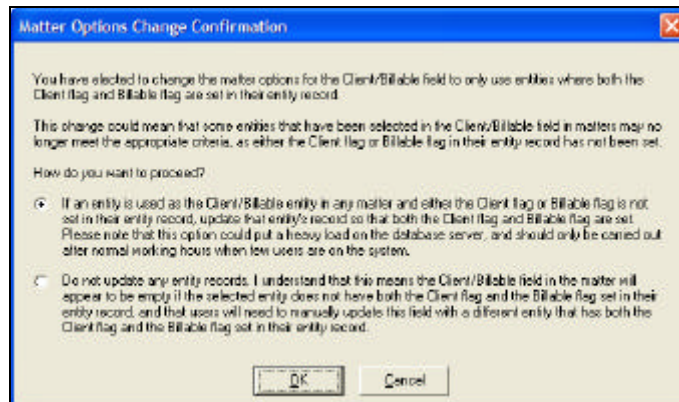 Matter Options Change Confirmation
You have elected to change the matter options for the Client/Billable field to only use entities where both the
Client flag and Billable flag are set in their entity record.
This change could mean that some entities that have been selected in the Client/Billable field in matters may no
longer meet the appropriate criteria, as either the Client flag or Billable flag in their entity record has not been set.
How do you want to proceed?
If an entity is used as the Client/Billable entity in any matter and either the Client flag or Billable flag is not
set in their entity record, update that entity's record so that both the Client flag and Billable flag are set.
Please note that this option could put a heavy load on the database server, and should only be carried out
after normal working hours when few users are on the system.
Do not update any entity records. I understand that this means the Client/Billable field in the matter will
appear to be empty if the selected entity does not have both the Client flag and the Billable flag set in their
entity record, and that users will need to manually update this field with a different entity that has both the
Client flag and the Billable flag set in their entity record.
OK Cancel